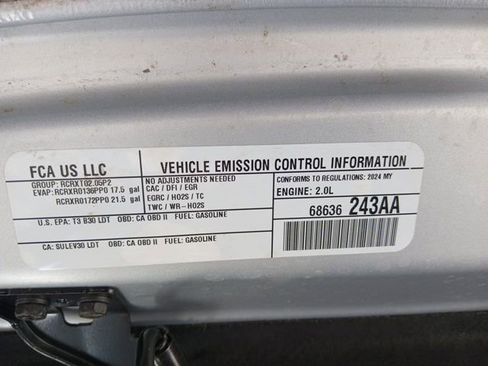 FCA US LLC
VEHICLE EMISSION CONTROL INFORMATION
GROUP: RCRXT02.05P2
EVAP: RCRXR0136PP0 17.5 gal
RCRXR0172PP0 21.5 gal
NO ADJUSTMENTS NEEDED
CAC / DFI / EGR
EGRC / HO2S / TC
TWC / WR-HO2S
CONFORMS TO REGULATIONS: 2024 MY
ENGINE: 2.0L
68636 243AA
U.S. EPA: T3 B30 LDT OBD: CA OBD II FUEL: GASOLINE
CA: SULEV30 LDT OBD: CA OBD II FUEL: GASOLINE